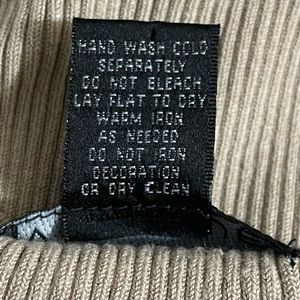 HAND WASH COLD
SEPARATELY
DO NOT BLEACH
LAY FLAT TO DRY
WARM IRON
AS NEEDED
DO NOT IRON
DECORATION
OR DRY CLEAN